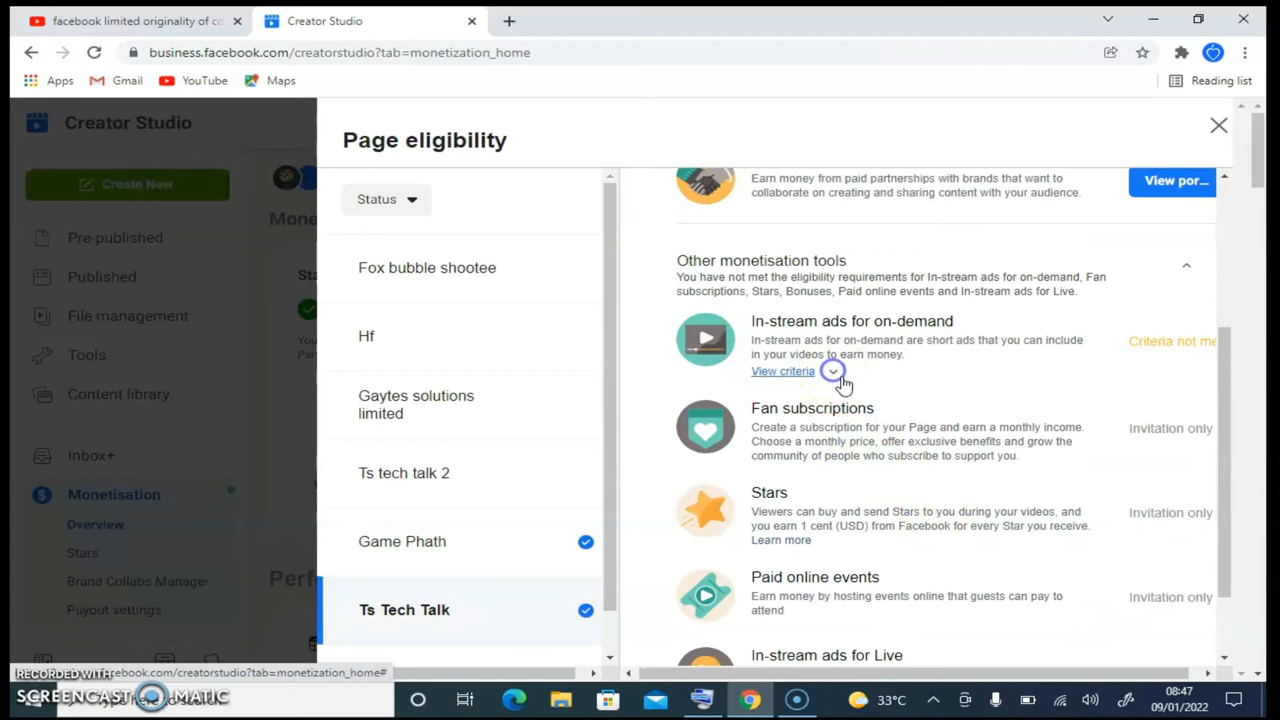 facebook limited originality of co
Creator Studio
business.facebook.com/creatorstudio?tab=monetization_home
Apps
Gmail
YouTube
Maps
Reading list
Creator Studio
Create New
Pre-published
Published
File management
Tools
Content library
Inbox+
Monetisation
Overview
Stars
Brand Collabs Manager
Payout settings
Page eligibility
Status
Fox bubble shootee
Hf
Gaytes solutions
limited
Ts tech talk 2
Game Phath
Ts Tech Talk
Earn money from paid partnerships with brands that want to
collaborate on creating and sharing content with your audience.
View por...
Other monetisation tools
You have not met the eligibility requirements for In-stream ads for on-demand, Fan
subscriptions, Stars, Bonuses, Paid online events and In-stream ads for Live.
In-stream ads for on-demand
In-stream ads for on-demand are short ads that you can include
in your videos to earn money.
View criteria
Criteria not me
Fan subscriptions
Create a subscription for your Page and earn a monthly income.
Choose a monthly price, offer exclusive benefits and grow the
community of people who subscribe to support you.
Invitation only
Stars
Viewers can buy and send Stars to you during your videos, and
you earn 1 cent (USD) from Facebook for every Star you receive.
Learn more
Invitation only
Paid online events
Earn money by hosting events online that guests can pay to
attend
Invitation only
In-stream ads for Live
RECORDED WITH
SCREENCAST MATIC
facebook.com/creatorstudio?tab=monetization_home#
to search
33°C
08:47
09/01/2022